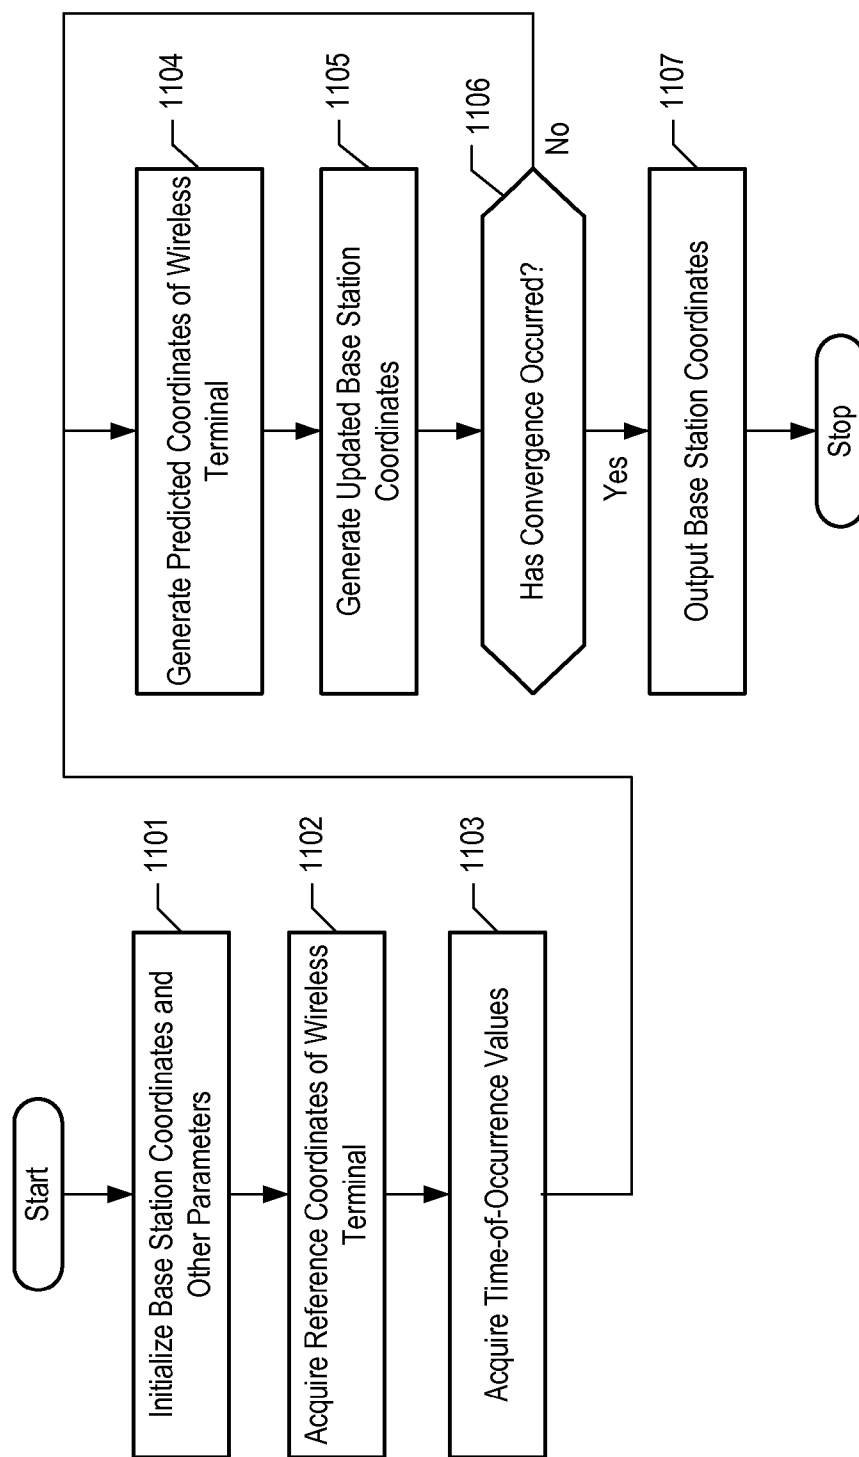 Start
Initialize Base Station Coordinates and
Other Parameters
1101
Acquire Reference Coordinates of Wireless
Terminal
1102
Acquire Time-of-Occurrence Values
1103
Generate Predicted Coordinates of Wireless
Terminal
1104
Generate Updated Base Station
Coordinates
1105
Has Convergence Occurred?
1106
No
Yes
Output Base Station Coordinates
1107
Stop